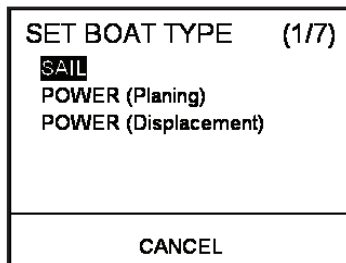 SET BOAT TYPE (1/7)
SAIL
POWER (Planing)
POWER (Displacement)
CANCEL